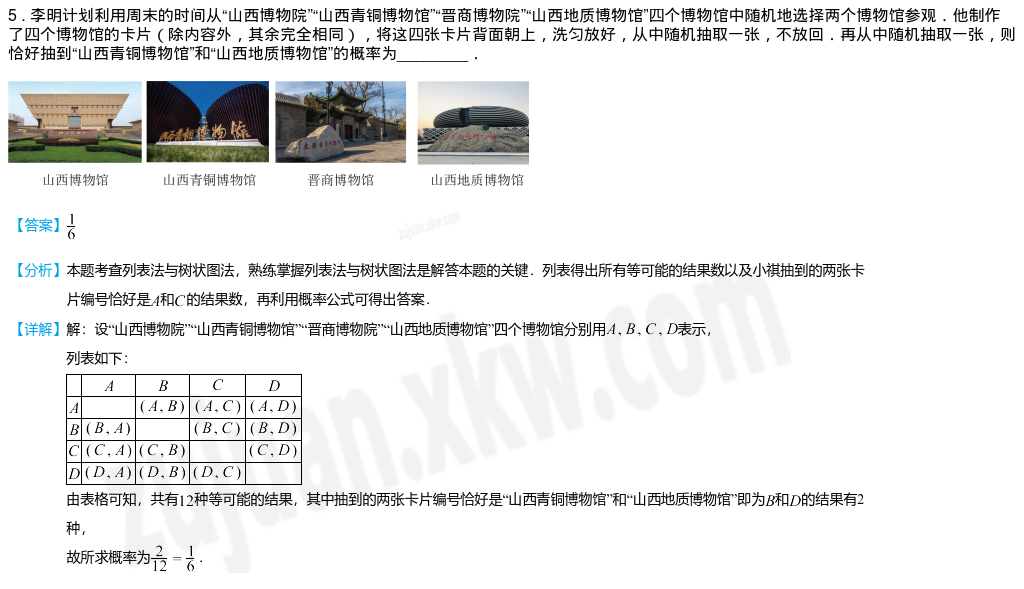 5．李明计划利用周末的时间从“山西博物院”“山西青铜博物馆”“晋商博物院”“山西地质博物馆”四个博物馆中随机地选择两个博物馆参观．他制作
了四个博物馆的卡片（除内容外，其余完全相同），将这四张卡片背面朝上，洗匀放好，从中随机抽取一张，不放回．再从中随机抽取一张，则
恰好抽到“山西青铜博物馆”和“山西地质博物馆”的概率为________．
山西青铜博物馆
山西博物馆 山西青铜博物馆 晋商博物馆 山西地质博物馆
【答案】1/6
zujuan.xkw.com
【分析】本题考查列表法与树状图法，熟练掌握列表法与树状图法是解答本题的关键．列表得出所有等可能的结果数以及小祺抽到的两张卡
片编号恰好是A和C的结果数，再利用概率公式可得出答案．
【详解】解：设“山西博物院”“山西青铜博物馆”“晋商博物院”“山西地质博物馆”四个博物馆分别用A，B，C，D表示，
列表如下：
A B C D
A (A,B) (A,C) (A,D)
B (B,A) (B,C) (B,D)
C (C,A) (C,B) (C,D)
D (D,A) (D,B) (D,C)
由表格可知，共有12种等可能的结果，其中抽到的两张卡片编号恰好是“山西青铜博物馆”和“山西地质博物馆”即为B和D的结果有2
种，
故所求概率为2/12=1/6．
zujuan.xkw.com